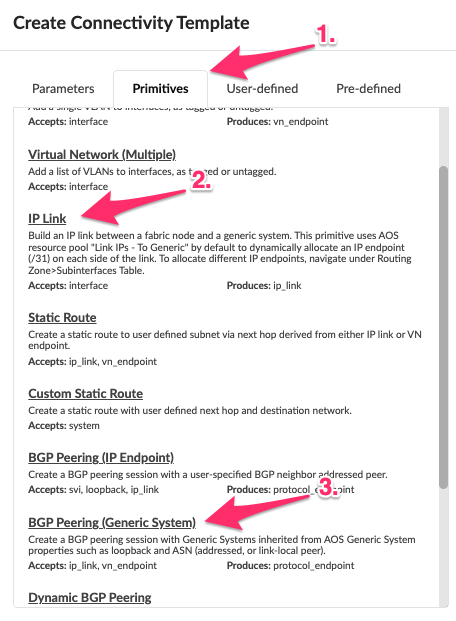 Create Connectivity Template
1.
Parameters Primitives User-defined Pre-defined
Add a single VLAN to interfaces, as tagged or untagged.
Accepts: interface Produces: vn_endpoint
Virtual Network (Multiple)
Add a list of VLANs to interfaces, as tagged or untagged.
Accepts: interface
2.
IP Link
Build an IP link between a fabric node and a generic system. This primitive uses AOS
resource pool "Link IPs - To Generic" by default to dynamically allocate an IP endpoint
(/31) on each side of the link. To allocate different IP endpoints, navigate under Routing
Zone>Subinterfaces Table.
Accepts: interface Produces: ip_link
Static Route
Create a static route to user defined subnet via next hop derived from either IP link or VN
endpoint.
Accepts: ip_link, vn_endpoint
Custom Static Route
Create a static route with user defined next hop and destination network.
Accepts: system
BGP Peering (IP Endpoint)
Create a BGP peering session with a user-specified BGP neighbor addressed peer.
Accepts: svi, loopback, ip_link Produces: protocol_endpoint
3.
BGP Peering (Generic System)
Create a BGP peering session with Generic Systems inherited from AOS Generic System
properties such as loopback and ASN (addressed, or link-local peer).
Accepts: ip_link, vn_endpoint Produces: protocol_endpoint
Dynamic BGP Peering